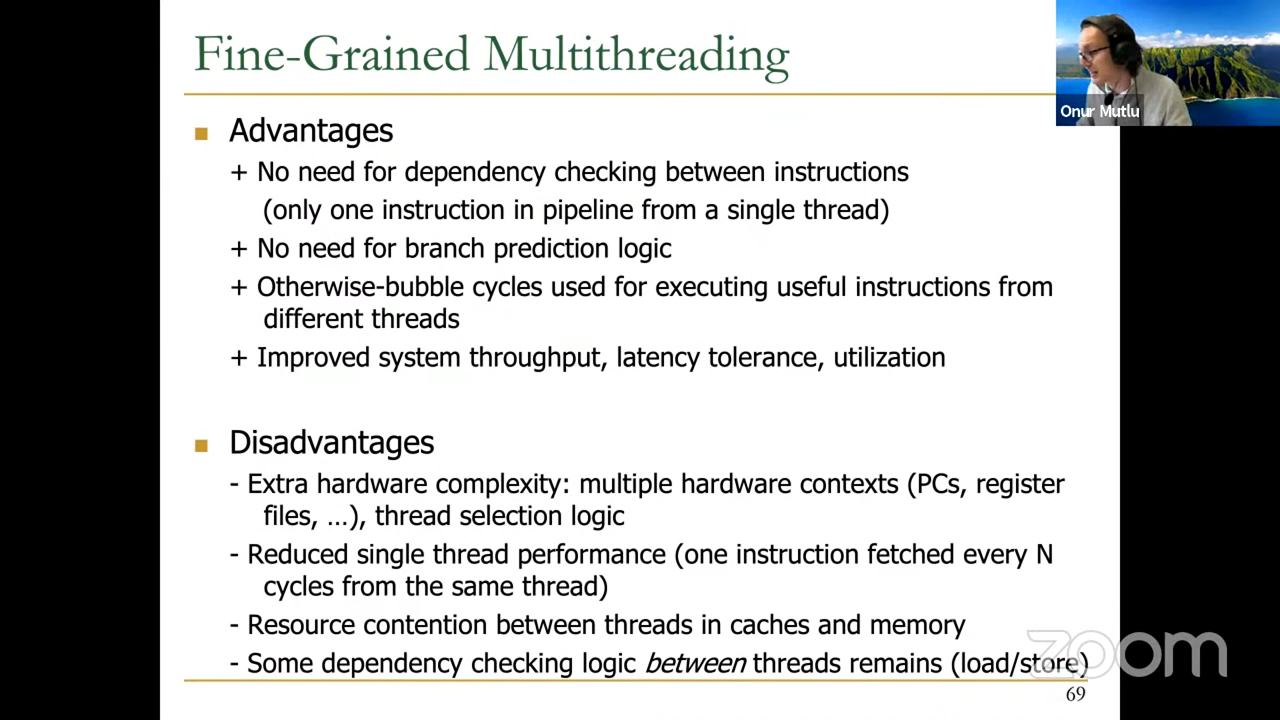 Fine-Grained Multithreading
Onur Mutlu
Advantages
+ No need for dependency checking between instructions
(only one instruction in pipeline from a single thread)
+ No need for branch prediction logic
+ Otherwise-bubble cycles used for executing useful instructions from
different threads
+ Improved system throughput, latency tolerance, utilization
Disadvantages
- Extra hardware complexity: multiple hardware contexts (PCs, register
files, …), thread selection logic
- Reduced single thread performance (one instruction fetched every N
cycles from the same thread)
- Resource contention between threads in caches and memory
- Some dependency checking logic between threads remains (load/store)
zoom
69